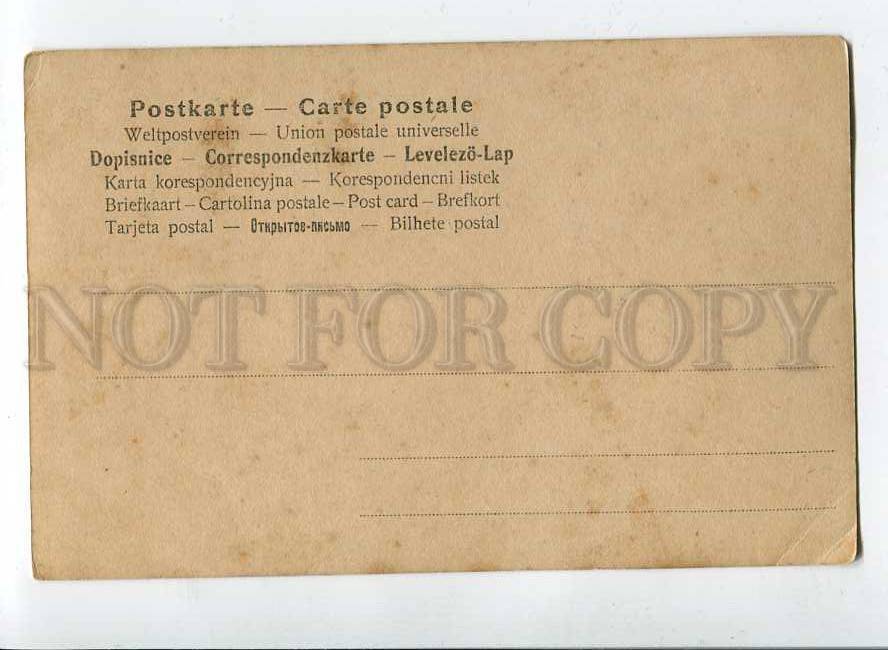 Postkarte — Carte postale
Weltpostverein — Union postale universelle
Dopisnice — Correspondenzkarte — Levelező-Lap
Karta korespondencyjna — Korespondencni listek
Briefkaart — Cartolina postale — Post card — Brefkort
Tarjeta postal — Открытое-письмо — Bilhete postal
NOT FOR COPY